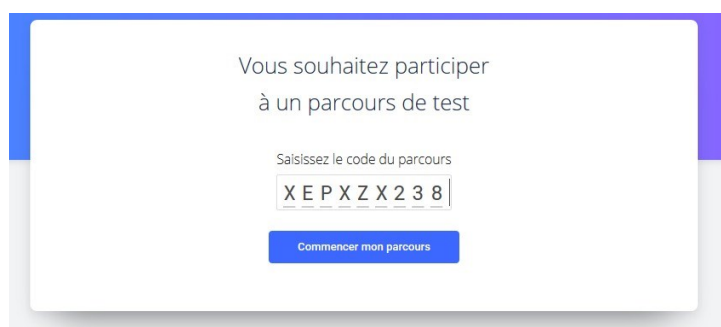 Vous souhaitez participer
à un parcours de test
Saisissez le code du parcours
XEPXZX238
Commencer mon parcours